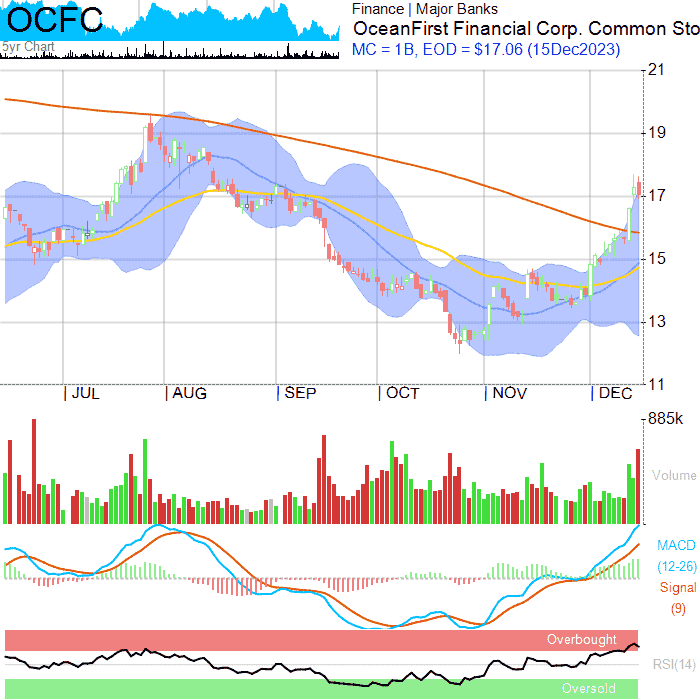 OCFC
5yr Chart
Finance | Major Banks
OceanFirst Financial Corp. Common Sto
MC = 1B, EOD = $17.06 (15Dec2023)
21
19
17
15
13
11
| JUL | AUG | SEP | OCT | NOV | DEC
885k
Volume
MACD
(12-26)
Signal
(9)
Overbought
RSI(14)
Oversold